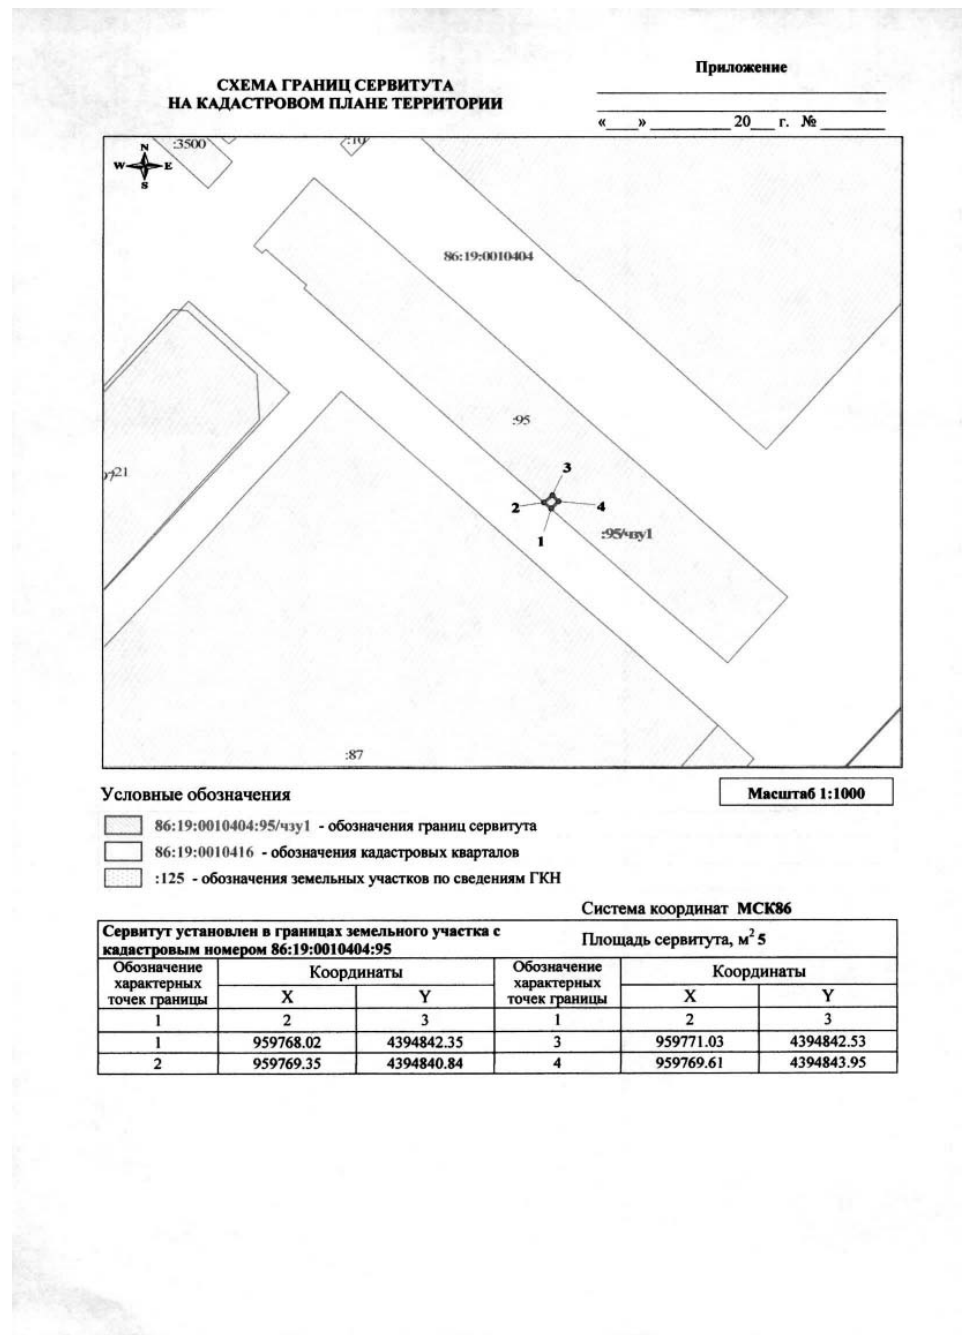 Приложение
СХЕМА ГРАНИЦ СЕРВИТУТА
НА КАДАСТРОВОМ ПЛАНЕ ТЕРРИТОРИИ
«____» __________ 20___ г. № ________
N
W E
S
:3500
:10
86:19:0010404
:95
21
3
2 4
1
:95/чзу1
:87
Условные обозначения
Масштаб 1:1000
86:19:0010404:95/чзу1 - обозначения границ сервитута
86:19:0010416 - обозначения кадастровых кварталов
:125 - обозначения земельных участков по сведениям ГКН
Система координат МСК86
Сервитут установлен в границах земельного участка с
кадастровым номером 86:19:0010404:95
Площадь сервитута, м² 5
Обозначение
характерных
точек границы
Координаты
Обозначение
характерных
точек границы
Координаты
X Y X Y
1 2 3 1 2 3
1 959768.02 4394842.35 3 959771.03 4394842.53
2 959769.35 4394840.84 4 959769.61 4394843.95